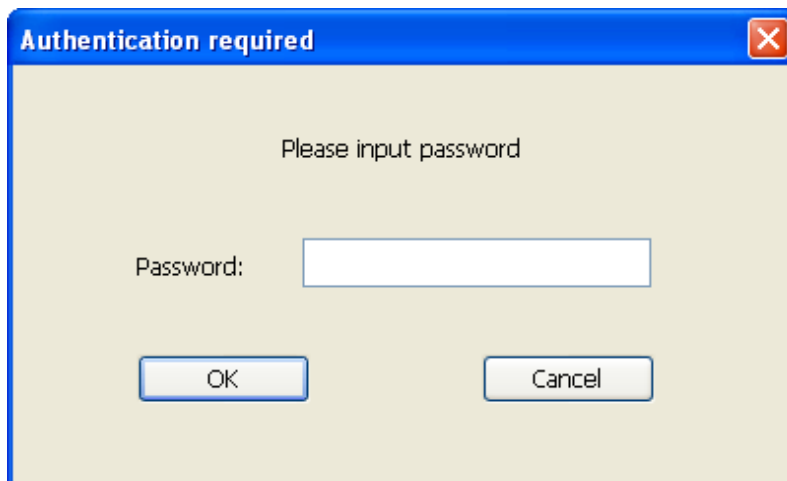 Authentication required
Please input password
Password:
OK
Cancel